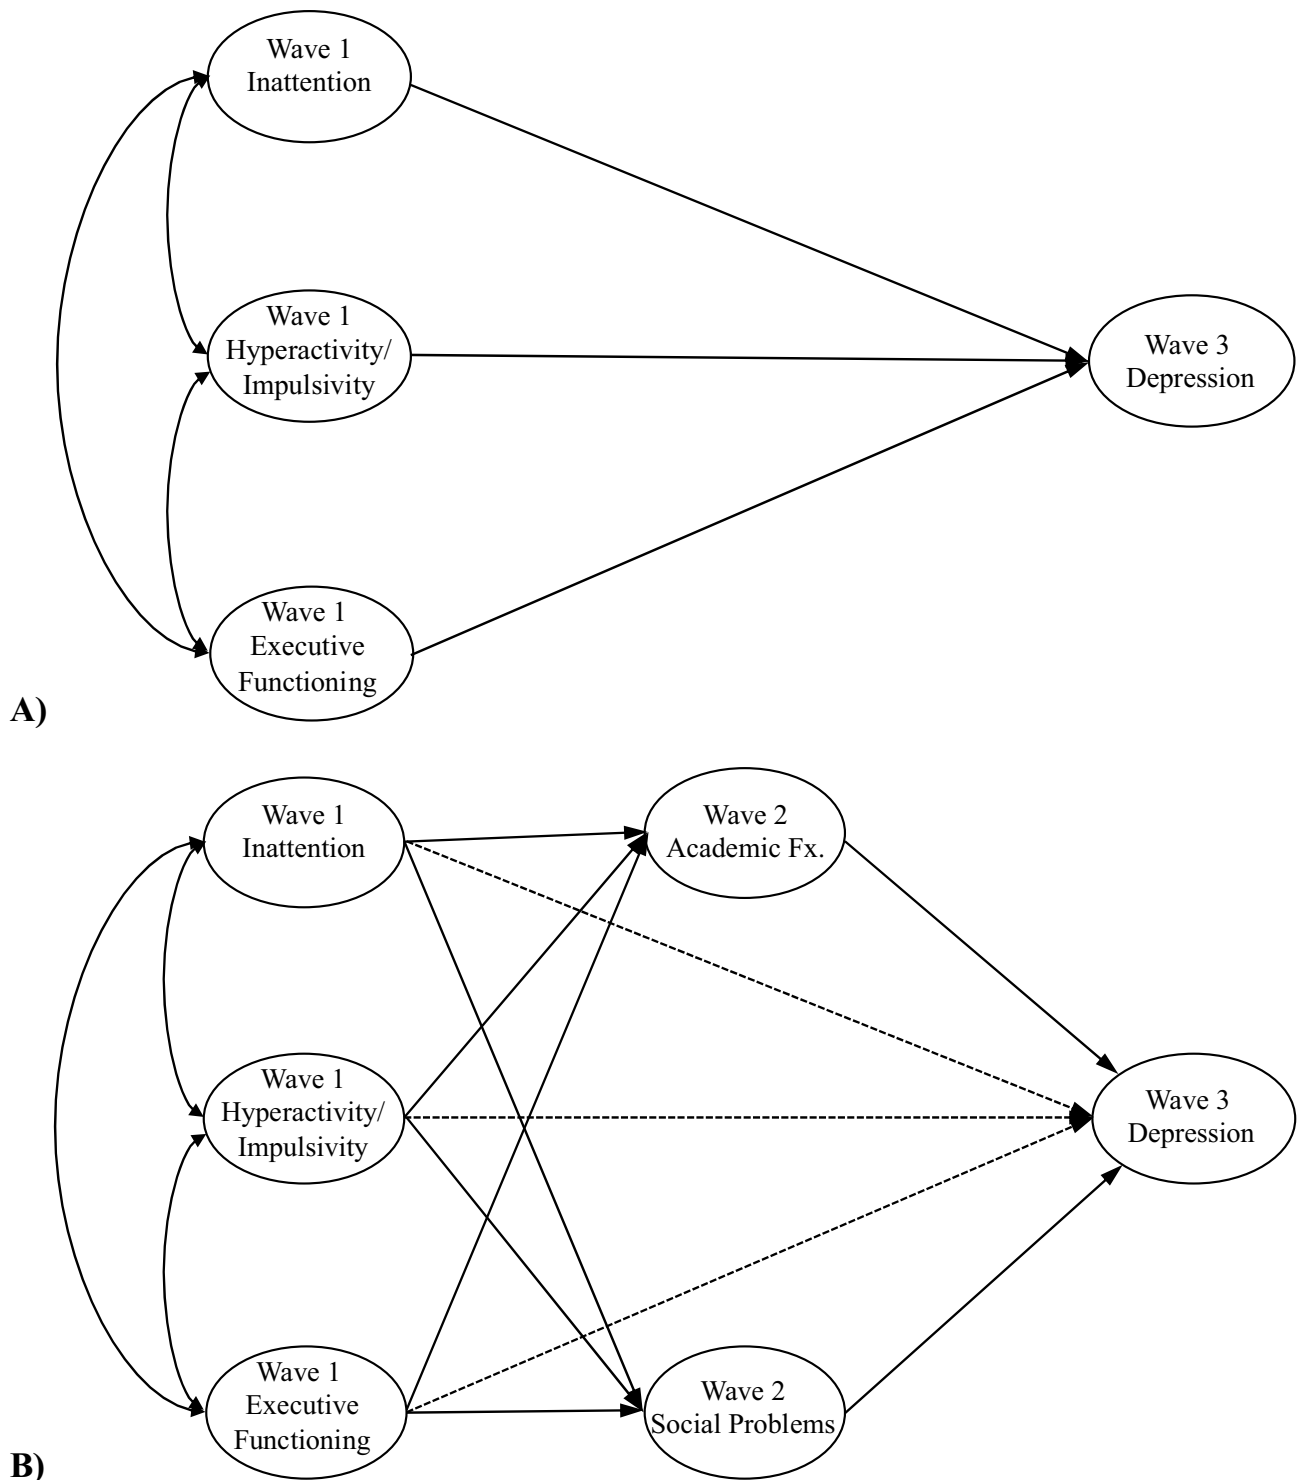 Wave 1
Inattention
Wave 1
Hyperactivity/
Impulsivity
Wave 3
Depression
Wave 1
Executive
Functioning
A)
Wave 1
Inattention
Wave 2
Academic Fx.
Wave 1
Hyperactivity/
Impulsivity
Wave 3
Depression
Wave 1
Executive
Functioning
Wave 2
Social Problems
B)